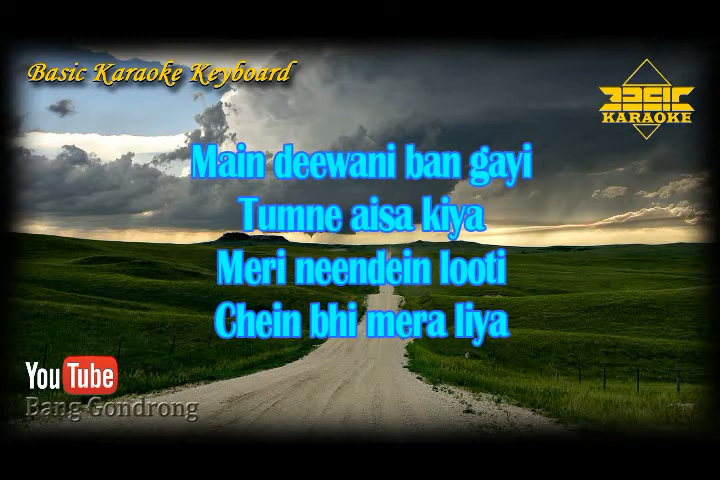 Basic Karaoke Keyboard
BASIC
KARAOKE
Main deewani ban gayi
Tumne aisa kiya
Meri neendein looti
Chein bhi mera liya
YouTube
Bang Gondrong